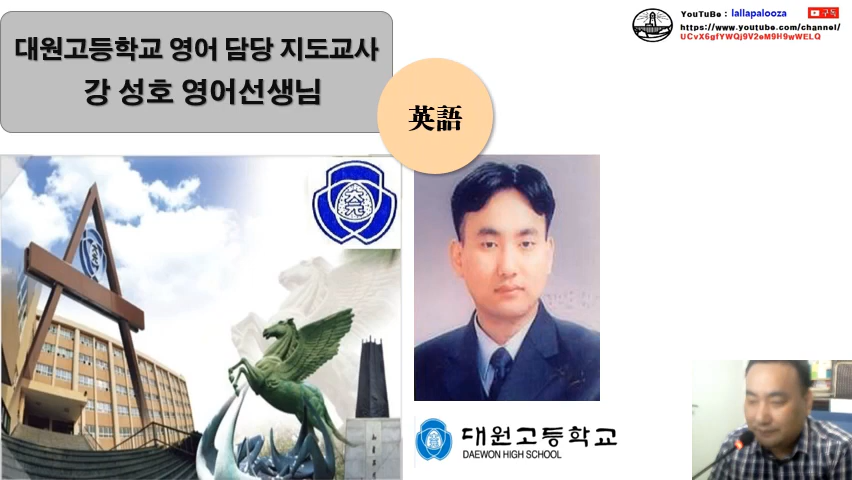 대원고등학교 영어 담당 지도교사
강 성호 영어선생님
英語
YouTuBe : lallapalooza
구독
https://www.youtube.com/channel/
UCvX6gfYWQj9V2eM9H9wWELQ
대원고등학교
DAEWON HIGH SCHOOL